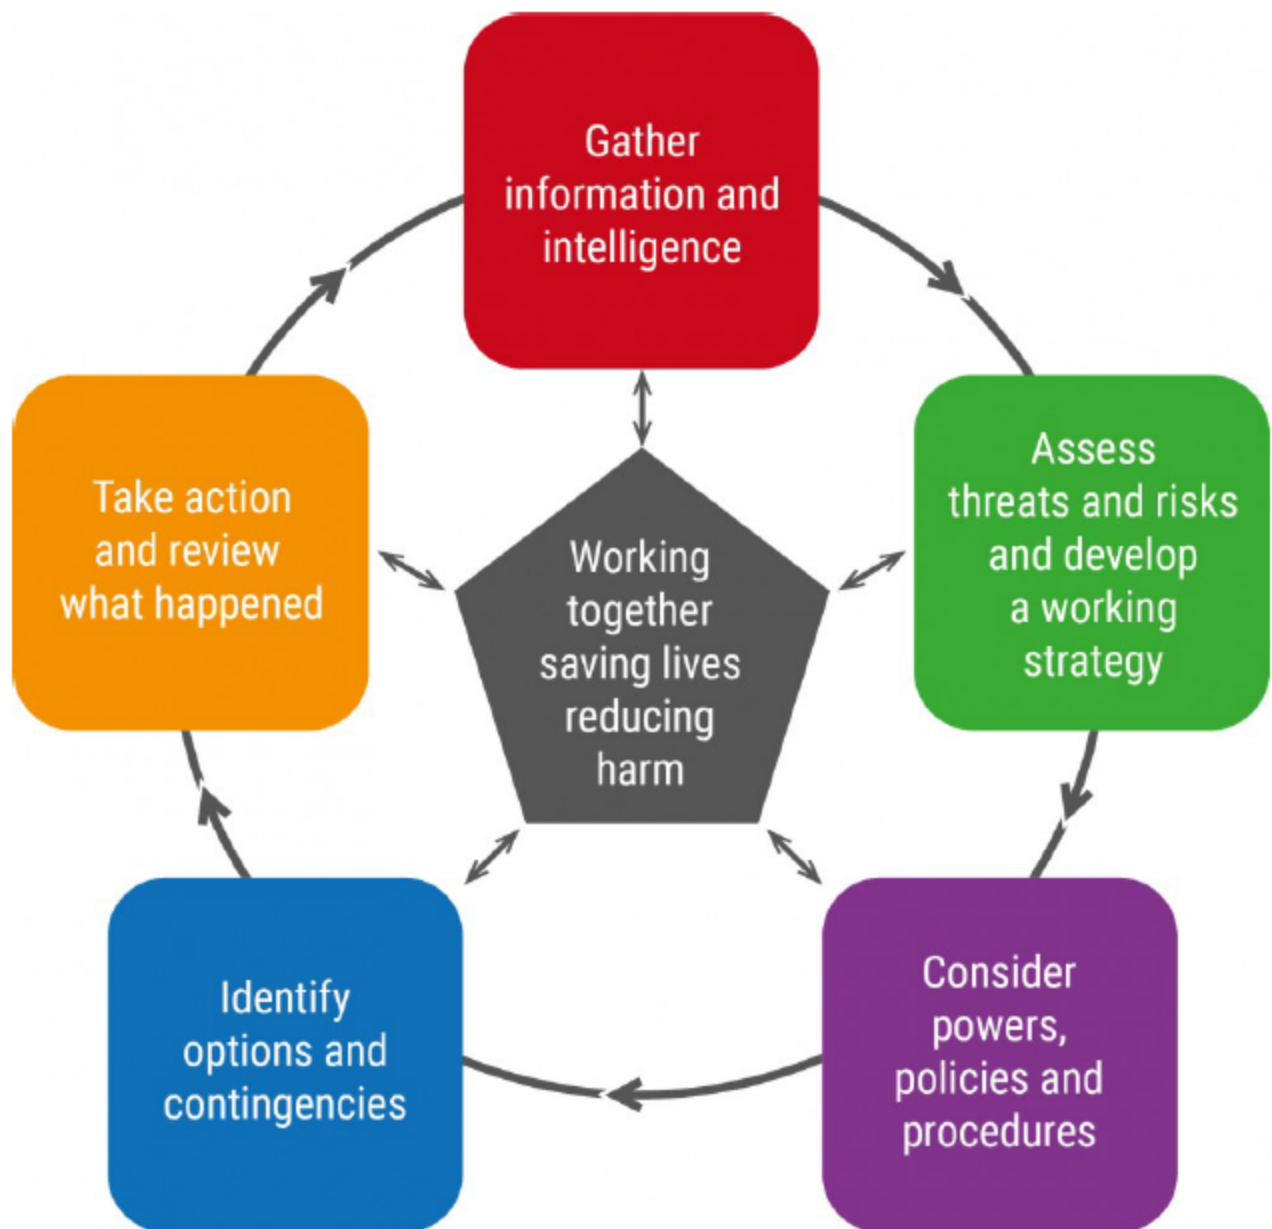 Gather
information and
intelligence
Assess
threats and risks
and develop
a working
strategy
Consider
powers,
policies and
procedures
Identify
options and
contingencies
Take action
and review
what happened
Working
together
saving lives
reducing
harm